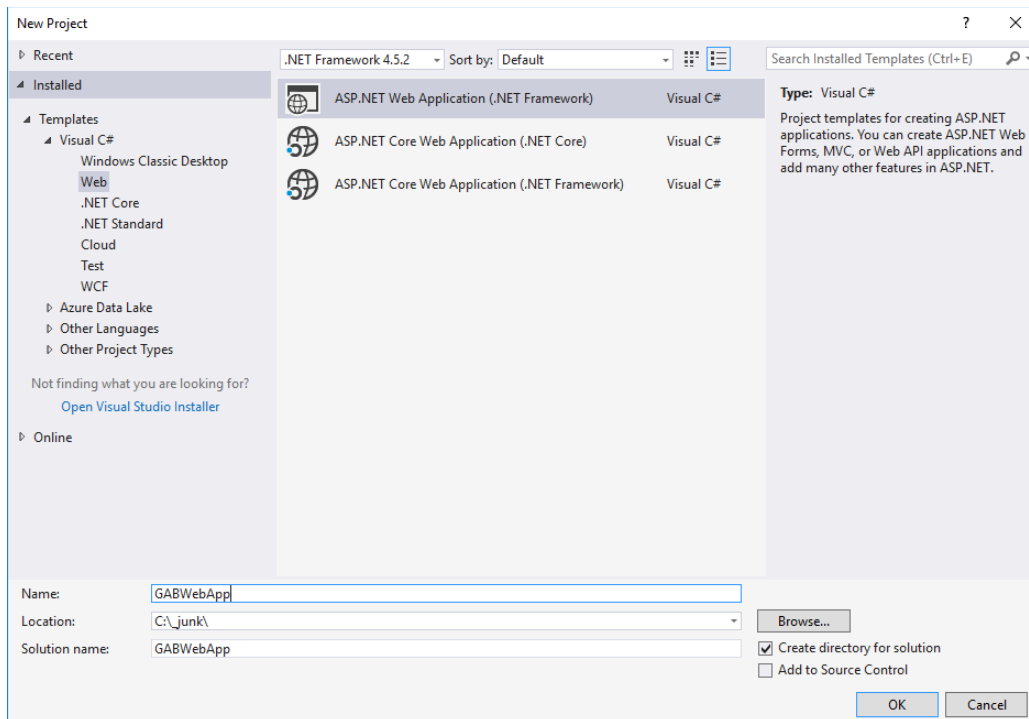 New Project
?
Recent
Installed
Templates
Visual C#
Windows Classic Desktop
Web
.NET Core
.NET Standard
Cloud
Test
WCF
Azure Data Lake
Other Languages
Other Project Types
Not finding what you are looking for?
Open Visual Studio Installer
Online
.NET Framework 4.5.2 Sort by: Default
ASP.NET Web Application (.NET Framework) Visual C#
ASP.NET Core Web Application (.NET Core) Visual C#
ASP.NET Core Web Application (.NET Framework) Visual C#
Search Installed Templates (Ctrl+E)
Type: Visual C#
Project templates for creating ASP.NET
applications. You can create ASP.NET Web
Forms, MVC, or Web API applications and
add many other features in ASP.NET.
Name: GABWebApp
Location: C:\_junk\
Browse...
Solution name: GABWebApp
Create directory for solution
Add to Source Control
OK Cancel